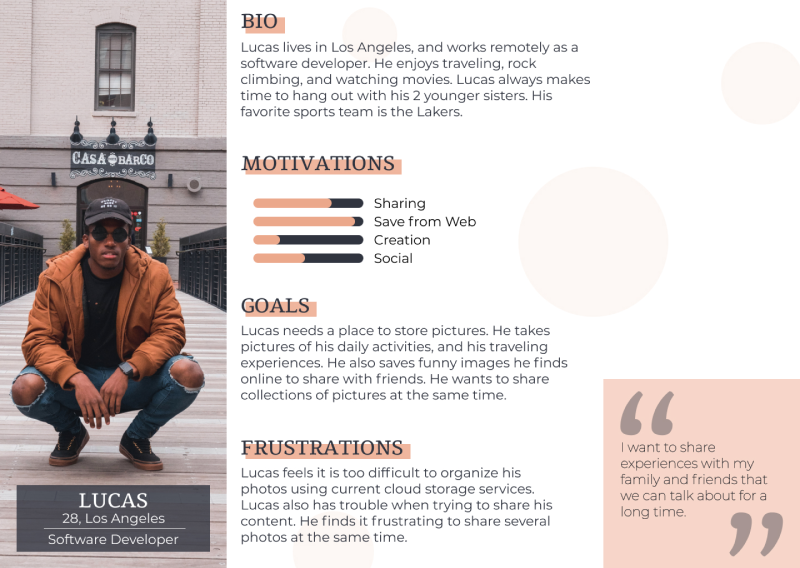 BIO
Lucas lives in Los Angeles, and works remotely as a
software developer. He enjoys traveling, rock
climbing, and watching movies. Lucas always makes
time to hang out with his 2 younger sisters. His
favorite sports team is the Lakers.
MOTIVATIONS
Sharing
Save from Web
Creation
Social
GOALS
Lucas needs a place to store pictures. He takes
pictures of his daily activities, and his traveling
experiences. He also saves funny images he finds
online to share with friends. He wants to share
collections of pictures at the same time.
FRUSTRATIONS
Lucas feels it is too difficult to organize his
photos using current cloud storage services.
Lucas also has trouble when trying to share his
content. He finds it frustrating to share several
photos at the same time.
CASA BARCO
LUCAS
28, Los Angeles
Software Developer
“
I want to share
experiences with my
family and friends that
we can talk about for a
long time.
”